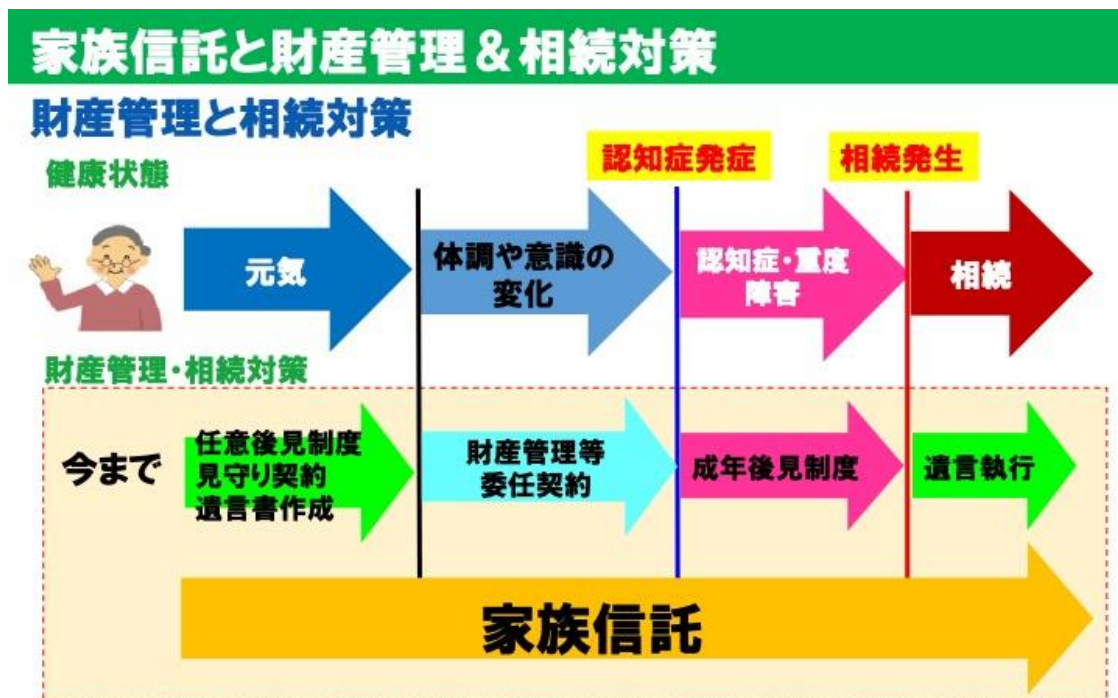 家族信託と財産管理＆相続対策
財産管理と相続対策
健康状態
認知症発症
相続発生
元気
体調や意識の
変化
認知症・重度
障害
相続
財産管理・相続対策
今まで
任意後見制度
見守り契約
遺言書作成
財産管理等
委任契約
成年後見制度
遺言執行
家族信託